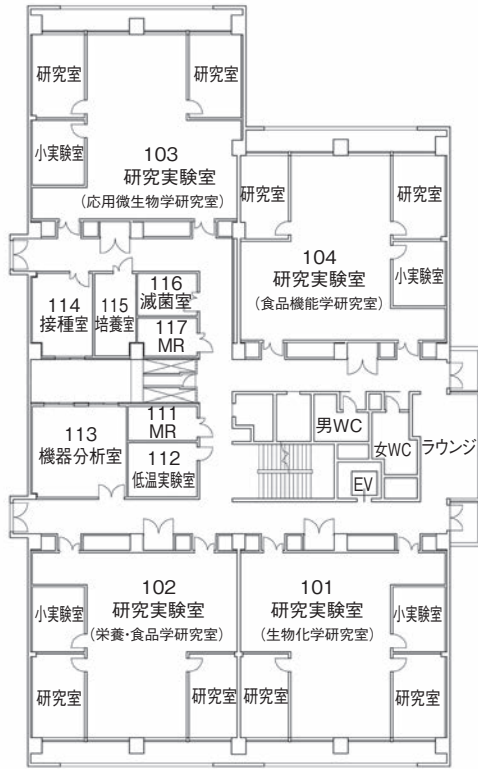 研究室
研究室
小実験室
103
研究実験室
（応用微生物学研究室）
研究室
研究室
104
研究実験室
（食品機能学研究室）
小実験室
114
接種室
115
培養室
116
滅菌室
117
MR
111
MR
113
機器分析室
112
低温実験室
男WC
女WC
ラウンジ
EV
102
研究実験室
（栄養・食品学研究室）
小実験室
研究室
研究室
101
研究実験室
（生物化学研究室）
小実験室
研究室
研究室